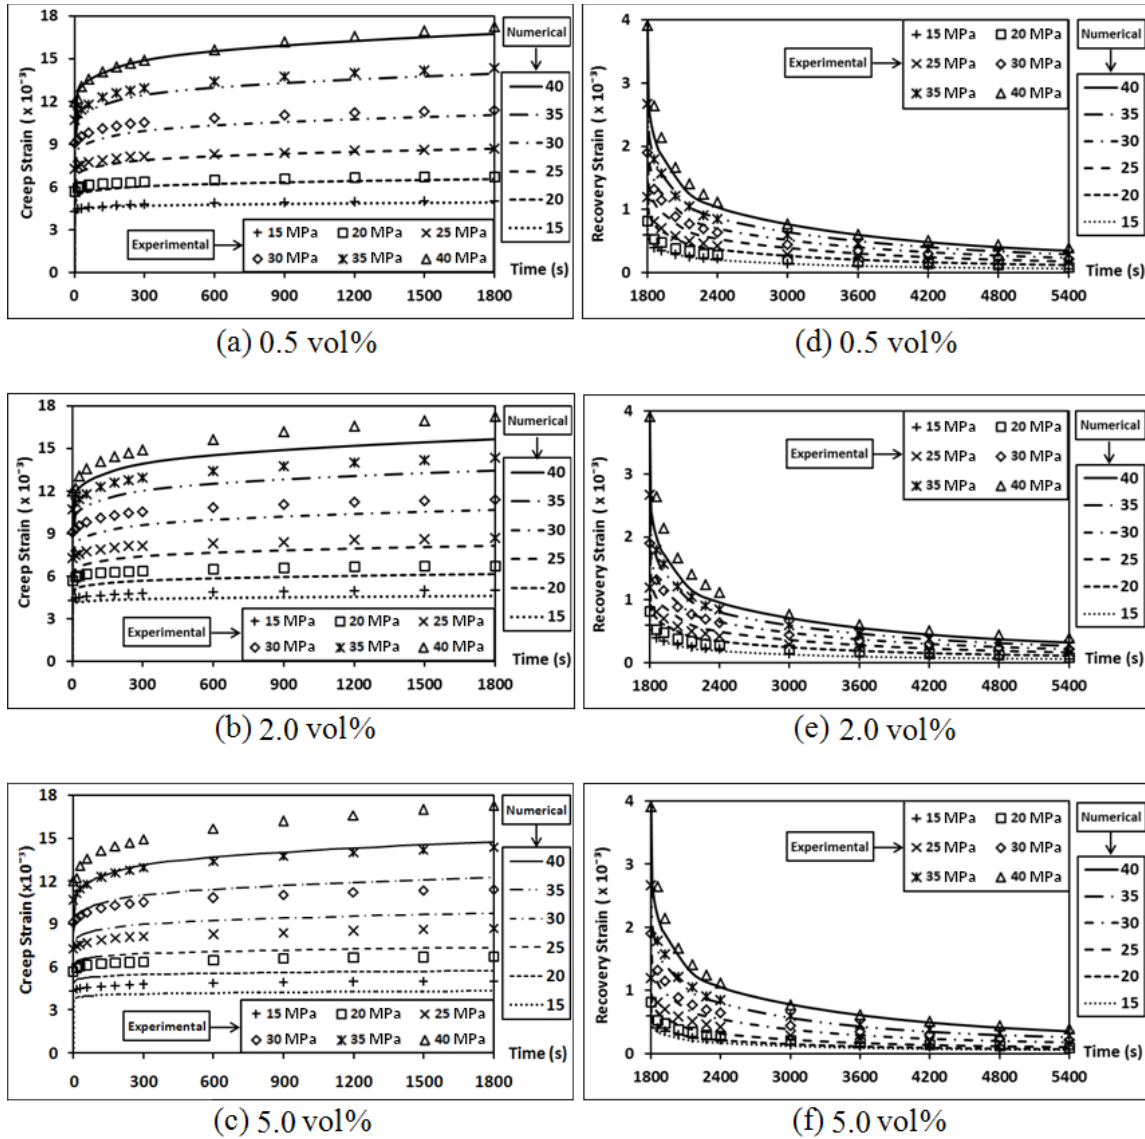 18
15
12
9
6
3
0
Creep Strain ( x 10⁻³)
0 300 600 900 1200 1500 1800
Time (s)
Experimental
+ 15 MPa □ 20 MPa × 25 MPa
◇ 30 MPa ж 35 MPa △ 40 MPa
Numerical
40
35
30
25
20
15
(a) 0.5 vol%
4
3
2
1
0
Recovery Strain ( x 10⁻³)
1800 2400 3000 3600 4200 4800 5400
Time (s)
Experimental
+ 15 MPa □ 20 MPa
× 25 MPa ◇ 30 MPa
ж 35 MPa △ 40 MPa
Numerical
40
35
30
25
20
15
(d) 0.5 vol%
18
15
12
9
6
3
0
Creep Strain ( x 10⁻³)
0 300 600 900 1200 1500 1800
Time (s)
Experimental
+ 15 MPa □ 20 MPa × 25 MPa
◇ 30 MPa ж 35 MPa △ 40 MPa
Numerical
40
35
30
25
20
15
(b) 2.0 vol%
4
3
2
1
0
Recovery Strain ( x 10⁻³)
1800 2400 3000 3600 4200 4800 5400
Time (s)
Experimental
+ 15 MPa □ 20 MPa
× 25 MPa ◇ 30 MPa
ж 35 MPa △ 40 MPa
Numerical
40
35
30
25
20
15
(e) 2.0 vol%
18
15
12
9
6
3
0
Creep Strain (x10⁻³)
0 300 600 900 1200 1500 1800
Time (s)
Experimental
+ 15 MPa □ 20 MPa × 25 MPa
◇ 30 MPa ж 35 MPa △ 40 MPa
Numerical
40
35
30
25
20
15
(c) 5.0 vol%
4
3
2
1
0
Recovery Strain ( x 10⁻³)
1800 2400 3000 3600 4200 4800 5400
Time (s)
Experimental
+ 15 MPa □ 20 MPa
× 25 MPa ◇ 30 MPa
ж 35 MPa △ 40 MPa
Numerical
40
35
30
25
20
15
(f) 5.0 vol%